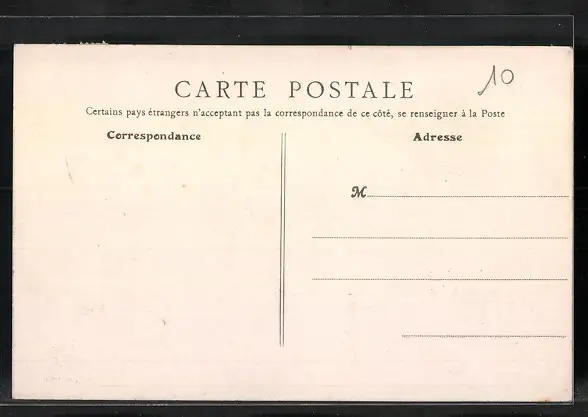 10
CARTE POSTALE
Certains pays étrangers n'acceptant pas la correspondance de ce côté, se renseigner à la Poste
Correspondance
Adresse
M